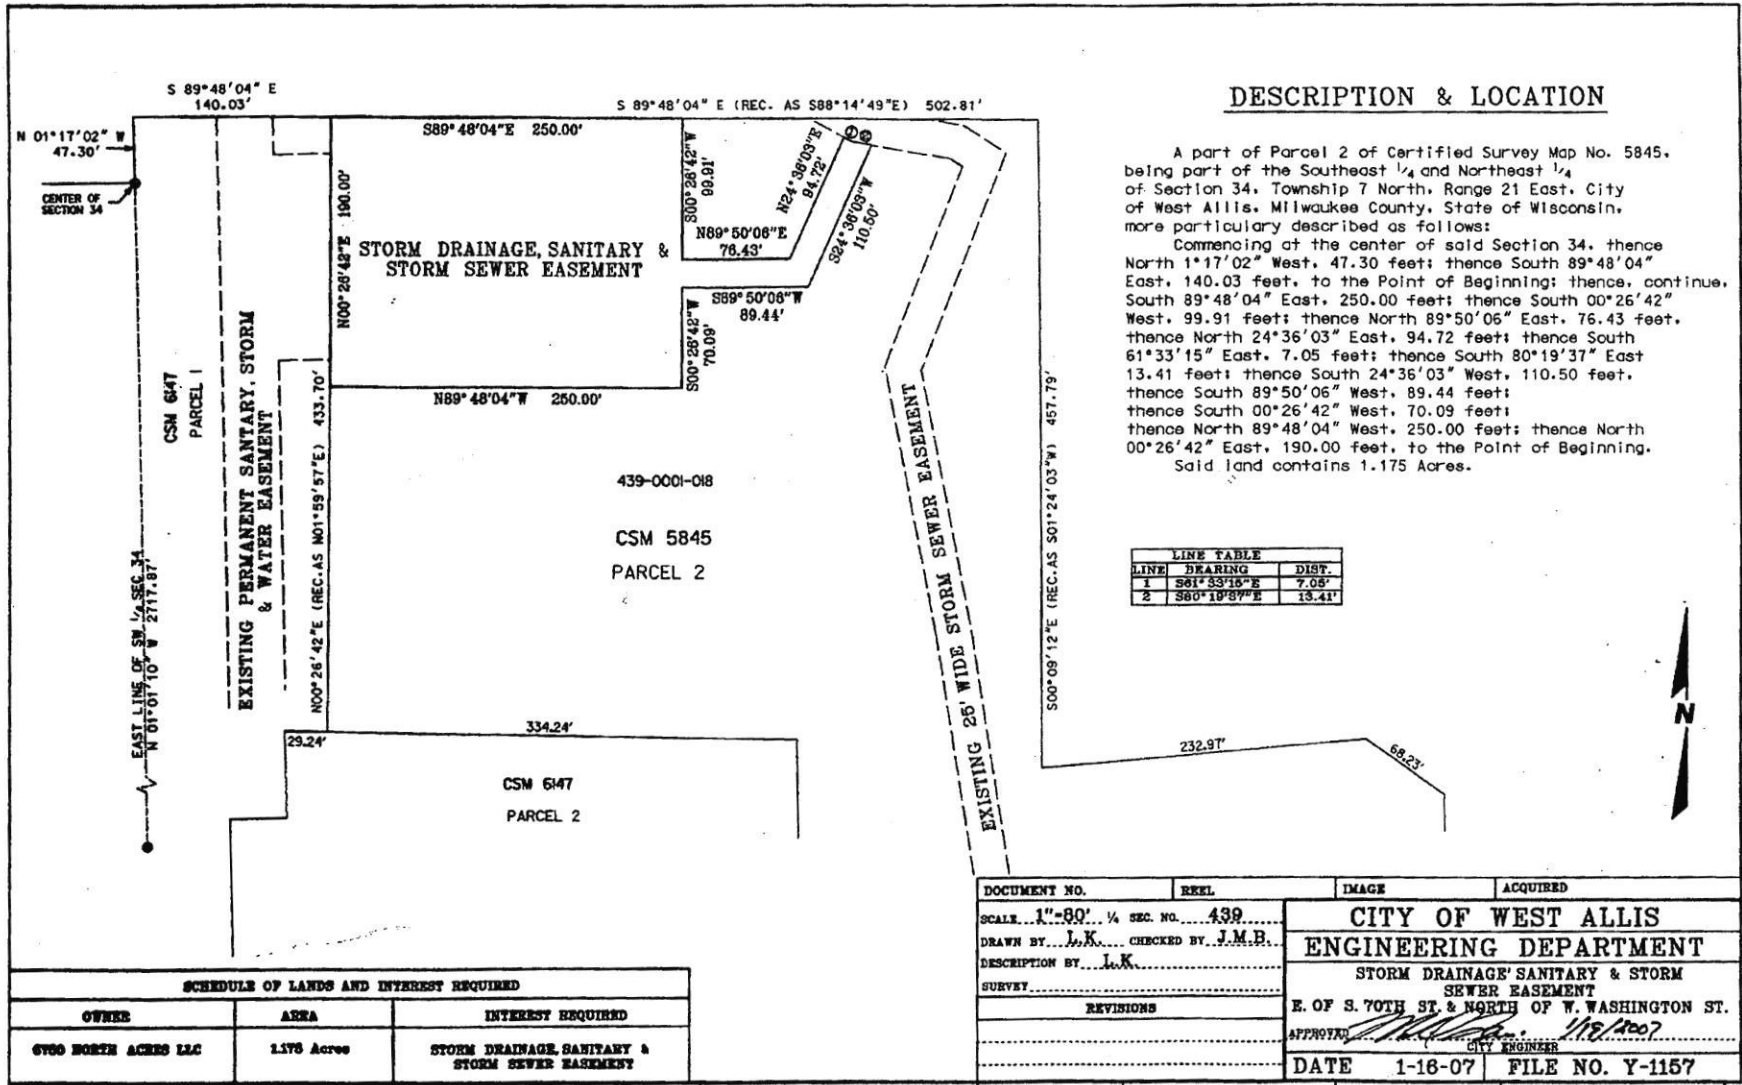 S 89°48'04" E
140.03'
S 89°48'04" E (REC. AS S88°14'49"E) 502.81'
N 01°17'02" W
47.30'
CENTER OF
SECTION 34
S89°48'04"E 250.00'
N00°26'42"E 190.00'
S00°26'42"W
99.91'
N24°36'03"E
94.72'
1 2
S24°36'03"W
110.50'
N89°50'06"E
76.43'
STORM DRAINAGE, SANITARY &
STORM SEWER EASEMENT
S89°50'06"W
89.44'
S00°26'42"W
70.09'
N89°48'04"W 250.00'
CSM 6147
PARCEL 1
EXISTING PERMANENT SANTARY, STORM
& WATER EASEMENT
N00°26'42"E (REC.AS N01°59'57"E) 433.70'
EAST LINE OF SW 1/4 SEC 34
N 01°01'10" W 2717.87'
439-0001-018
CSM 5845
PARCEL 2
EXISTING 25' WIDE STORM SEWER EASEMENT
S00°09'12"E (REC.AS S01°24'03"W) 457.79'
334.24'
29.24'
CSM 6147
PARCEL 2
232.97'
68.23'
DESCRIPTION & LOCATION
A part of Parcel 2 of Certified Survey Map No. 5845,
being part of the Southeast 1/4 and Northeast 1/4
of Section 34, Township 7 North, Range 21 East, City
of West Allis, Milwaukee County, State of Wisconsin,
more particulary described as follows:
Commencing at the center of said Section 34, thence
North 1°17'02" West, 47.30 feet; thence South 89°48'04"
East, 140.03 feet, to the Point of Beginning; thence, continue,
South 89°48'04" East, 250.00 feet; thence South 00°26'42"
West, 99.91 feet; thence North 89°50'06" East, 76.43 feet,
thence North 24°36'03" East, 94.72 feet; thence South
61°33'15" East, 7.05 feet; thence South 80°19'37" East
13.41 feet; thence South 24°36'03" West, 110.50 feet,
thence South 89°50'06" West, 89.44 feet;
thence South 00°26'42" West, 70.09 feet;
thence North 89°48'04" West, 250.00 feet; thence North
00°26'42" East, 190.00 feet, to the Point of Beginning.
Said land contains 1.175 Acres.
LINE TABLE
LINE BEARING DIST.
1 S61°33'15"E 7.05'
2 S80°19'37"E 13.41'
N
SCHEDULE OF LANDS AND INTEREST REQUIRED
OWNER AREA INTEREST REQUIRED
6760 NORTH ACRES LLC 1.175 Acres STORM DRAINAGE, SANITARY &
STORM SEWER EASEMENT
DOCUMENT NO. REEL IMAGE ACQUIRED
SCALE 1"=80' 1/4 SEC. NO. 439
DRAWN BY L.K. CHECKED BY J.M.B.
DESCRIPTION BY L.K.
SURVEY
REVISIONS
CITY OF WEST ALLIS
ENGINEERING DEPARTMENT
STORM DRAINAGE' SANITARY & STORM
SEWER EASEMENT
E. OF S. 70TH ST. & NORTH OF W. WASHINGTON ST.
APPROVED 1/19/2007
CITY ENGINEER
DATE 1-16-07 FILE NO. Y-1157